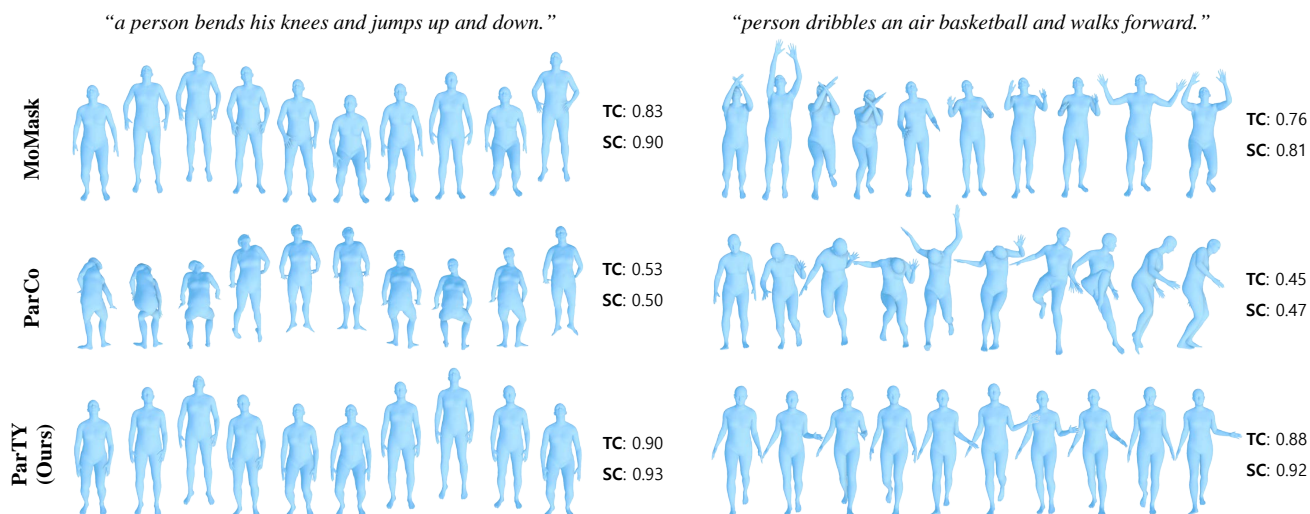 “a person bends his knees and jumps up and down.”
“person dribbles an air basketball and walks forward.”
MoMask
TC: 0.83
SC: 0.90
TC: 0.76
SC: 0.81
ParCo
TC: 0.53
SC: 0.50
TC: 0.45
SC: 0.47
ParTY
(Ours)
TC: 0.90
SC: 0.93
TC: 0.88
SC: 0.92